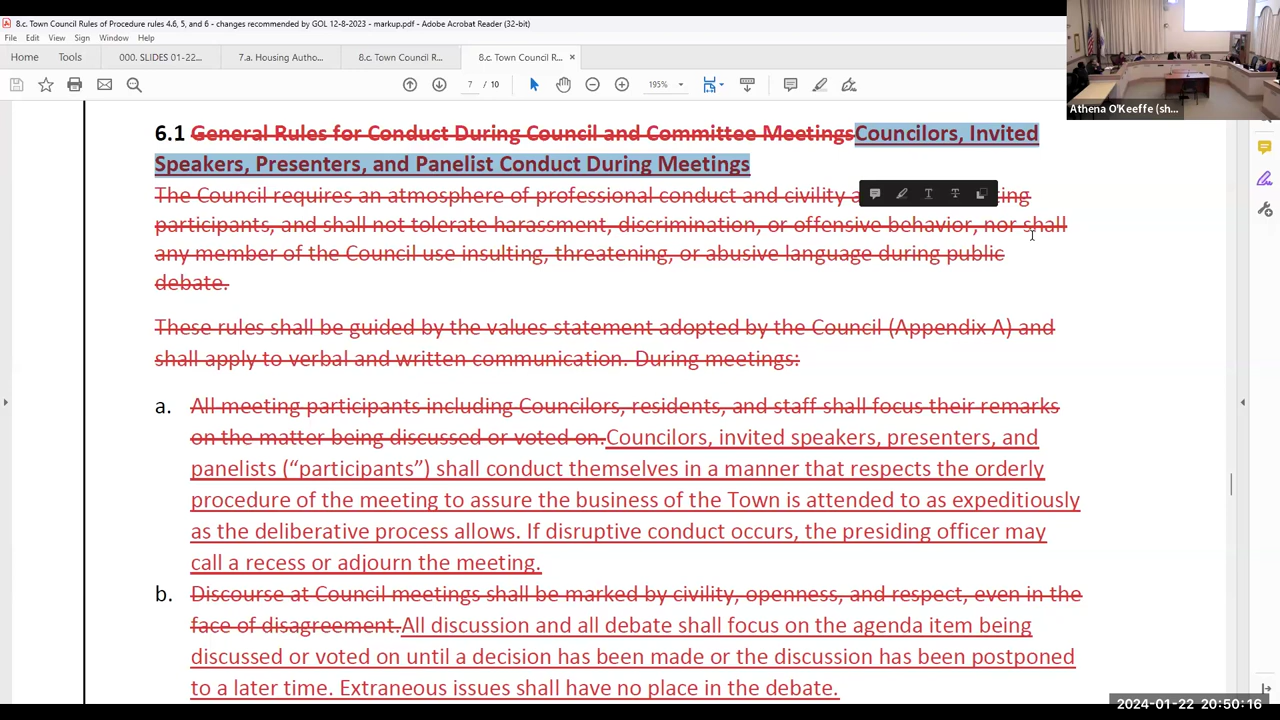 8.c. Town Council Rules of Procedure rules 4.6, 5, and 6 - changes recommended by GOL 12-8-2023 - markup.pdf - Adobe Acrobat Reader (32-bit)
File Edit View Sign Window Help
Home Tools 000. SLIDES 01-22... 7.a. Housing Autho... 8.c. Town Council R... 8.c. Town Council R... ×
7 / 10 195%
Athena O'Keeffe (sh...
6.1 General Rules for Conduct During Council and Committee MeetingsCouncilors, Invited
Speakers, Presenters, and Panelist Conduct During Meetings
The Council requires an atmosphere of professional conduct and civility
participants, and shall not tolerate harassment, discrimination, or offensive behavior, nor shall
any member of the Council use insulting, threatening, or abusive language during public
debate.
These rules shall be guided by the values statement adopted by the Council (Appendix A) and
shall apply to verbal and written communication. During meetings:
a. All meeting participants including Councilors, residents, and staff shall focus their remarks
on the matter being discussed or voted on.Councilors, invited speakers, presenters, and
panelists (“participants”) shall conduct themselves in a manner that respects the orderly
procedure of the meeting to assure the business of the Town is attended to as expeditiously
as the deliberative process allows. If disruptive conduct occurs, the presiding officer may
call a recess or adjourn the meeting.
b. Discourse at Council meetings shall be marked by civility, openness, and respect, even in the
face of disagreement.All discussion and all debate shall focus on the agenda item being
discussed or voted on until a decision has been made or the discussion has been postponed
to a later time. Extraneous issues shall have no place in the debate.
2024-01-22 20:50:16